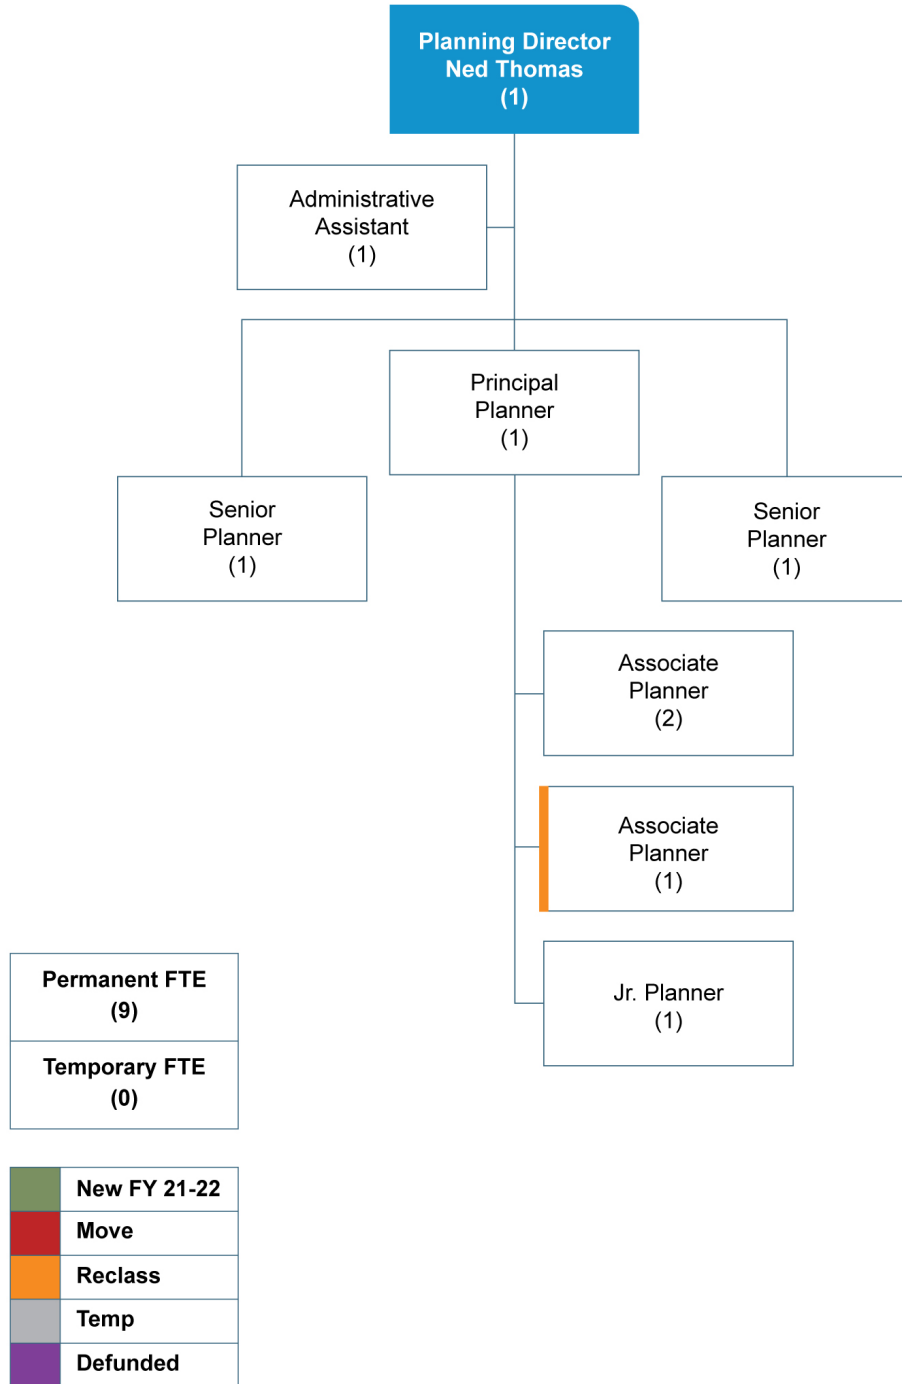 Planning Director
Ned Thomas
(1)
Administrative
Assistant
(1)
Principal
Planner
(1)
Senior
Planner
(1)
Senior
Planner
(1)
Associate
Planner
(2)
Associate
Planner
(1)
Jr. Planner
(1)
Permanent FTE
(9)
Temporary FTE
(0)
New FY 21-22
Move
Reclass
Temp
Defunded